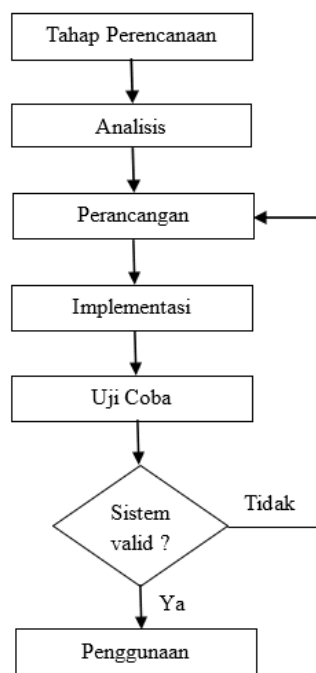 Tahap Perencanaan
Analisis
Perancangan
Implementasi
Uji Coba
Sistem
valid ?
Tidak
Ya
Penggunaan